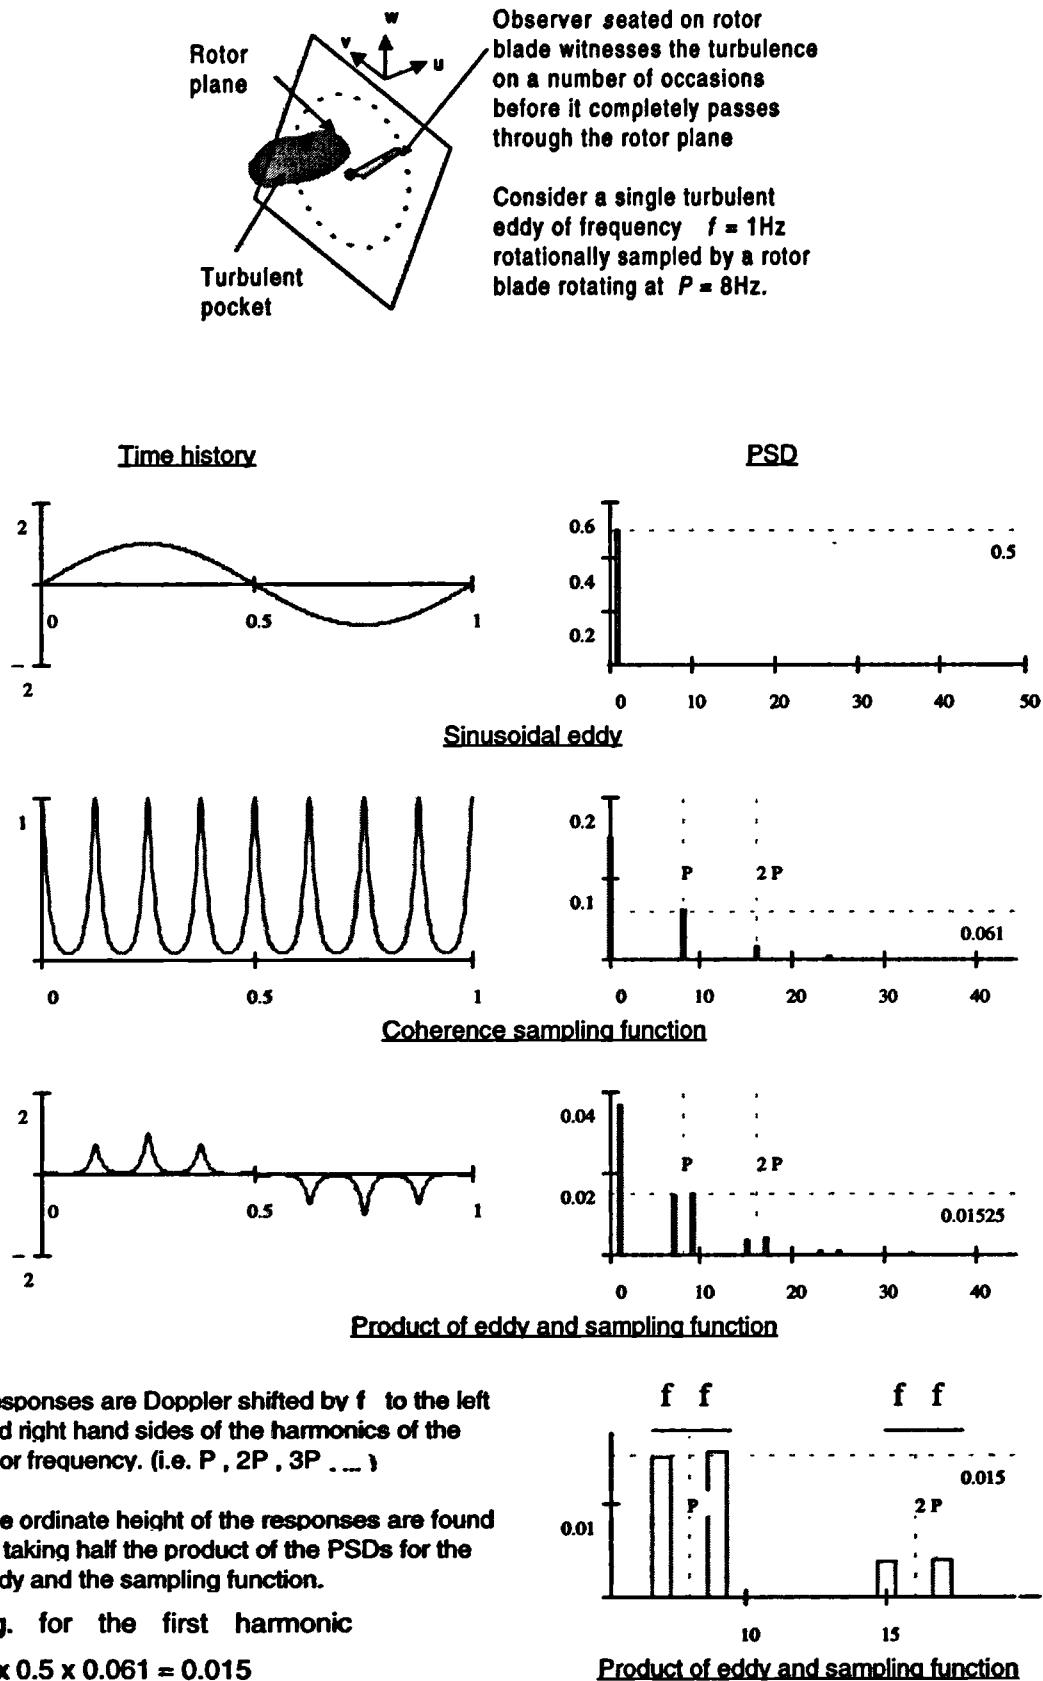 Rotor
plane
w
v
u
Observer seated on rotor
blade witnesses the turbulence
on a number of occasions
before it completely passes
through the rotor plane
Consider a single turbulent
eddy of frequency f = 1Hz
rotationally sampled by a rotor
blade rotating at P = 8Hz.
Turbulent
pocket
Time history
PSD
2
0
0.5
1
–
2
0.6
0.5
0.4
0.2
0 10 20 30 40 50
Sinusoidal eddy
1
0 0.5 1
0.2
P 2 P
0.1
0.061
0 10 20 30 40
Coherence sampling function
2
0 0.5 1
–
2
0.04
P 2 P
0.02
0.01525
0 10 20 30 40
Product of eddy and sampling function
esponses are Doppler shifted by f to the left
d right hand sides of the harmonics of the
or frequency. (i.e. P , 2P , 3P .... )
e ordinate height of the responses are found
taking half the product of the PSDs for the
dy and the sampling function.
g. for the first harmonic
x 0.5 x 0.061 = 0.015
f f f f
0.015
P 2 P
0.01
10 15
Product of eddy and sampling function